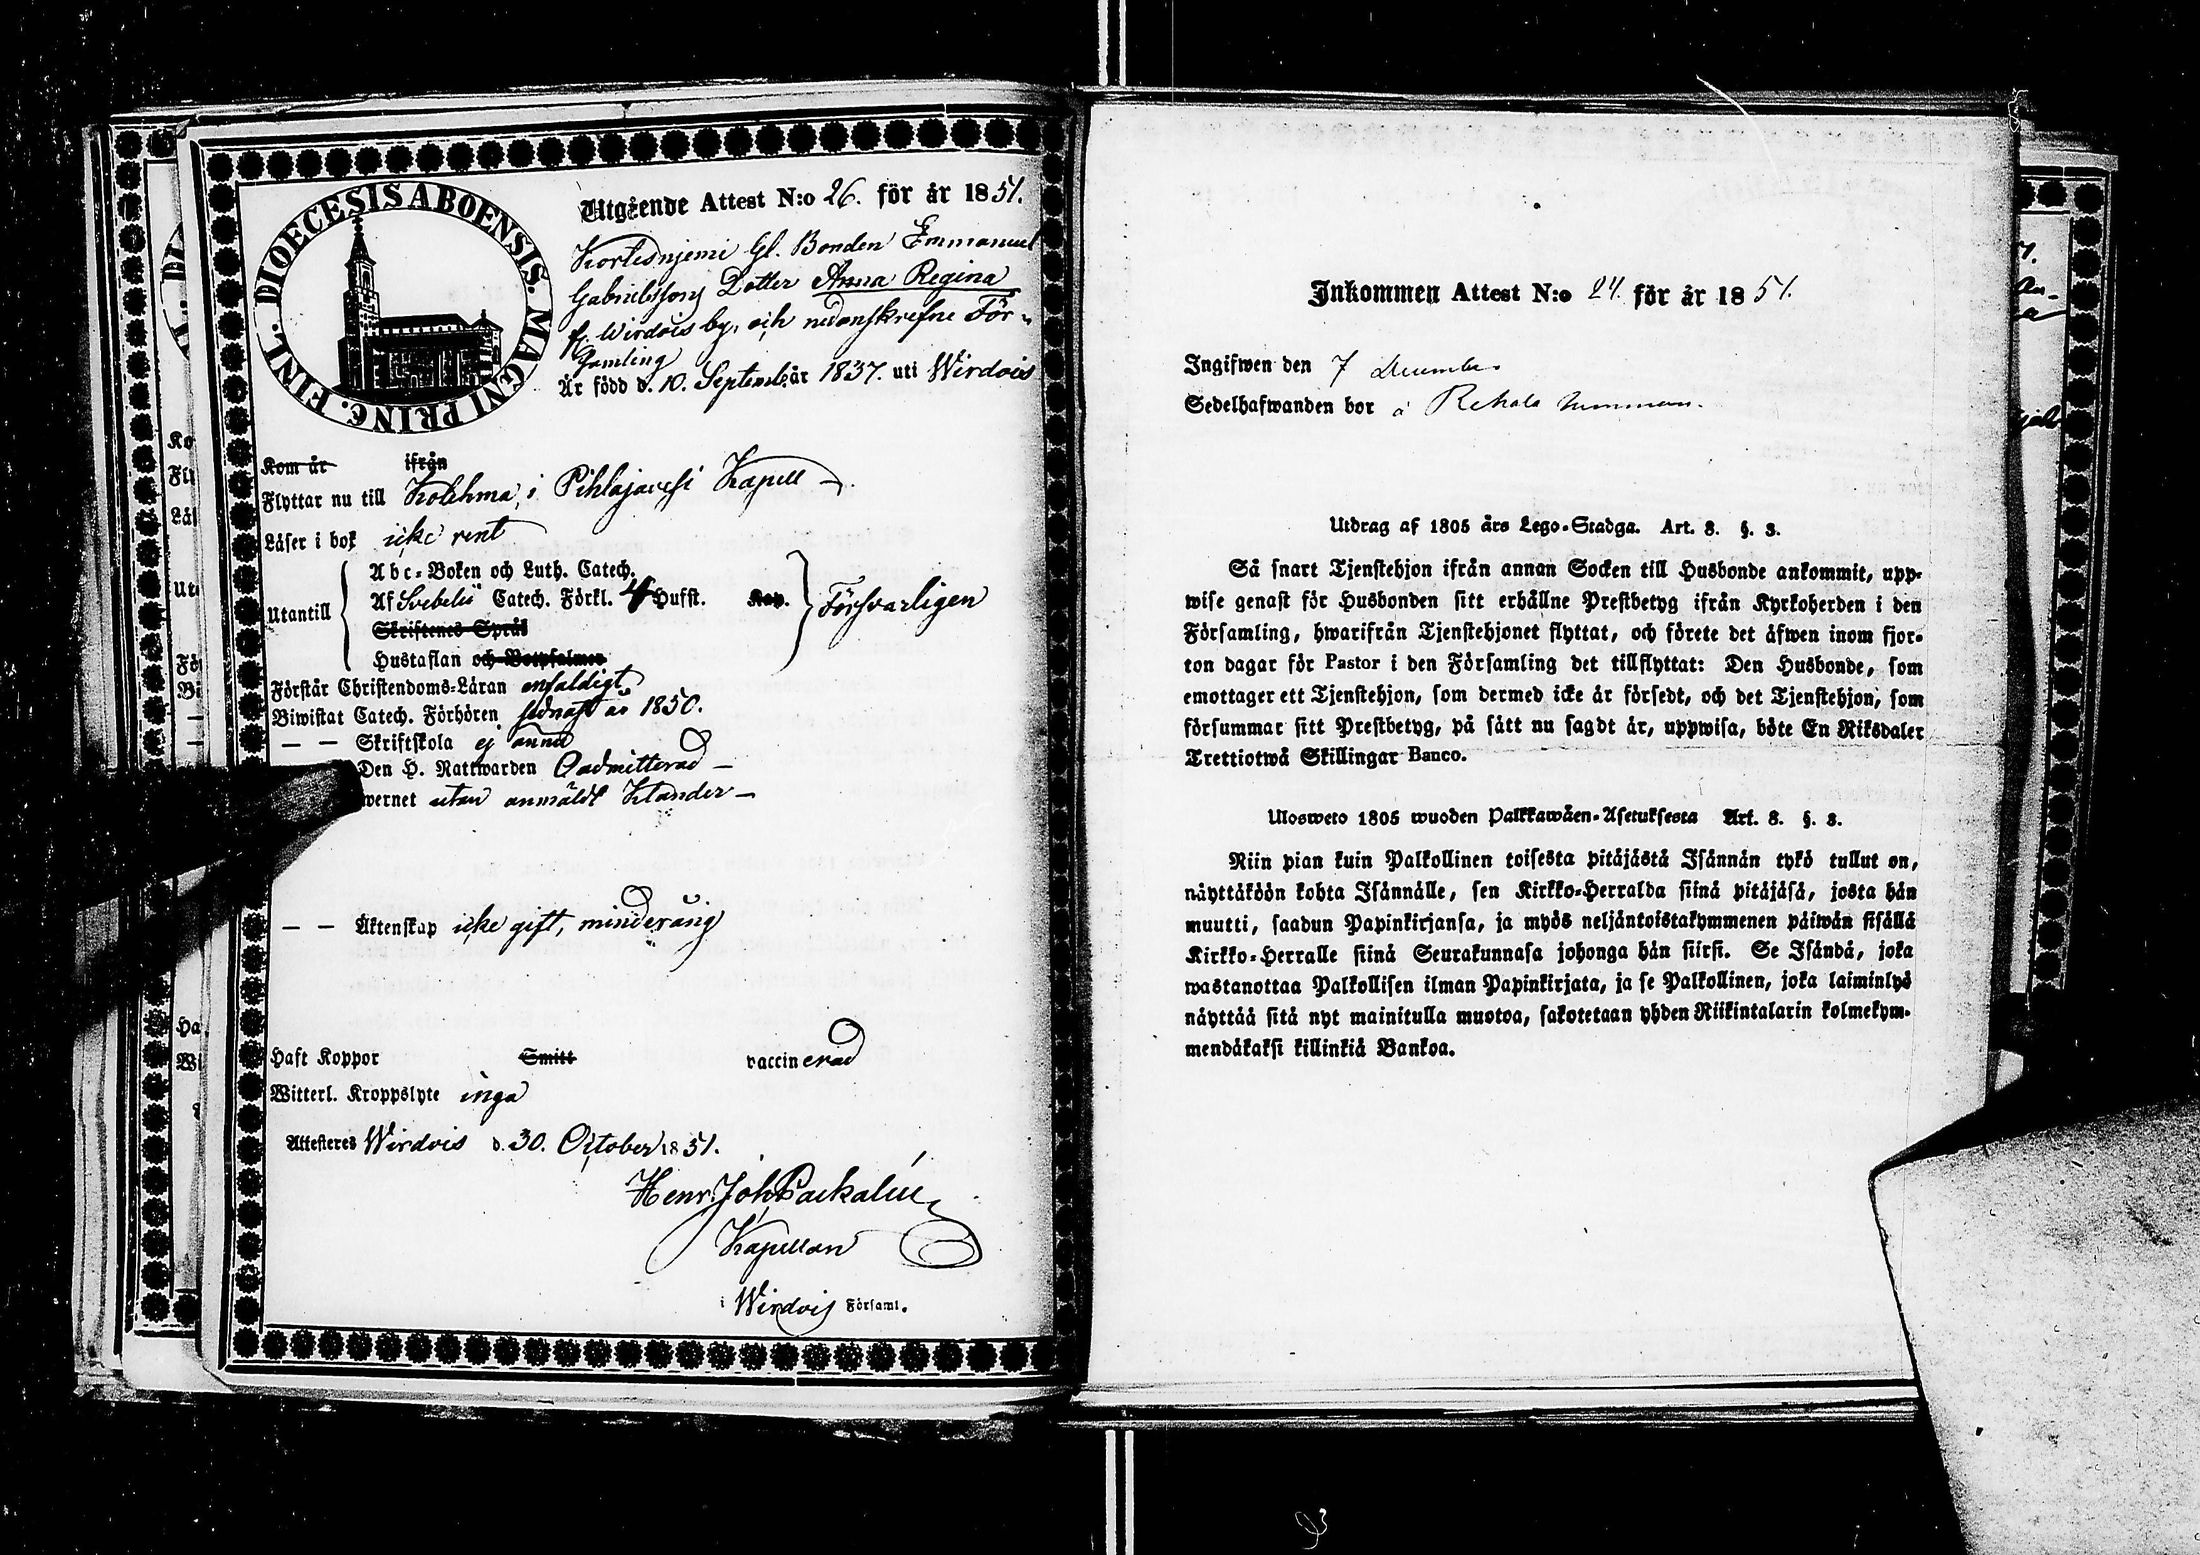 DIOECESIS ABOENSIS. MAGNI PRINC. FINL.
Utgående Attest N:o 26. för år 1851.
Kortesnjemi Gl. Bonden Emmanuel
Gabrielssons Dotter Anna Regina
fr. Wirdois by, och nedanskrefne För-
samling
Är född d. 10. Septemb. år 1837. uti Wirdois
Kom år ifrån
Flyttar nu till Kolehma, i Pihlajavesi Kapell
Läser i bok icke rent
Abc-Boken och Luth. Catech.
Utantill Af Svebelii Catech. Förkl. 4 Hufst. Kap. Försvarligen
Skriftenes Språk
Hustaflan och Botpsalmer
Förstår Christendoms-Läran enfaldigt
Biwistat Catech. Förhören sednast år 1850.
— — Skriftskola ej ännu
Den H. Nattwarden Oadmitterad —
wernet utan anmäldt klander —
— — Äktenskap icke gift, minderårig
Haft Koppor Smitt vaccinerad
Witterl. Kroppslyte inga
Attesteres Wirdois d. 30. October 1851.
Henr. Joh.
Kapellan
i Wirdois Församl.
Inkommen Attest N:o 24. för år 1851.
Ingifwen den 7 December
Sedelhafwanden bor å
Utdrag af 1805 års Lego-Stadga. Art. 8. §. 3.
Så snart Tjenstehjon ifrån annan Socken till Husbonde ankommit, upp-
wise genast för Husbonden sitt erhållne Prestbetyg ifrån Kyrkoherden i den
Församling, hwarifrån Tjenstehjonet flyttat, och förete det äfwen inom fjor-
ton dagar för Pastor i den Församling det tillflyttat: Den Husbonde, som
emottager ett Tjenstehjon, som dermed icke är försedt, och det Tjenstehjon, som
försummar sitt Prestbetyg, på sätt nu sagdt är, uppwisa, böte En Riksdaler
Trettiotwå Skillingar Banco.
Ulosweto 1805 wuoden Palkkawäen-Asetuksesta Art. 8. §. 3.
Niin pian kuin Palkollinen toisesta pitäjästä Isännän tykö tullut on,
näyttäköön kohta Isännälle, sen Kirkko-Herralda siinä pitäjäsä, josta hän
muutti, saadun Papinkirjansa, ja myös neljäntoistakymmenen päiwän sisällä
Kirkko-Herralle siinä Seurakunnasa johonga hän siirsi. Se Isändä, joka
wastanottaa Palkollisen ilman Papinkirjata, ja se Palkollinen, joka laiminlyö
näyttää sitä nyt mainitulla muotoa, sakotetaan yhden Riikintalarin kolmekym-
mendäkaksi killinkiä Bankoa.